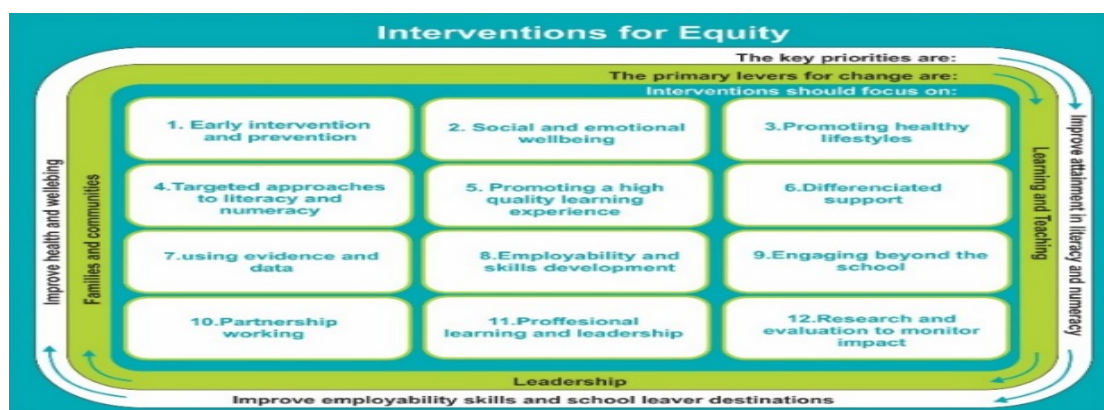 Interventions for Equity
The key priorities are:
The primary levers for change are:
Interventions should focus on:
1. Early intervention
and prevention
2. Social and emotional
wellbeing
3.Promoting healthy
lifestyles
4.Targeted approaches
to literacy and
numeracy
5. Promoting a high
quality learning
experience
6.Differenciated
support
7.using evidence and
data
8.Employability and
skills development
9.Engaging beyond the
school
10.Partnership
working
11.Proffesional
learning and leadership
12.Research and
evaluation to monitor
impact
Learning and Teaching
Improve attainment in literacy and numeracy
Leadership
Improve employability skills and school leaver destinations
Families and communities
Improve health and wellebing